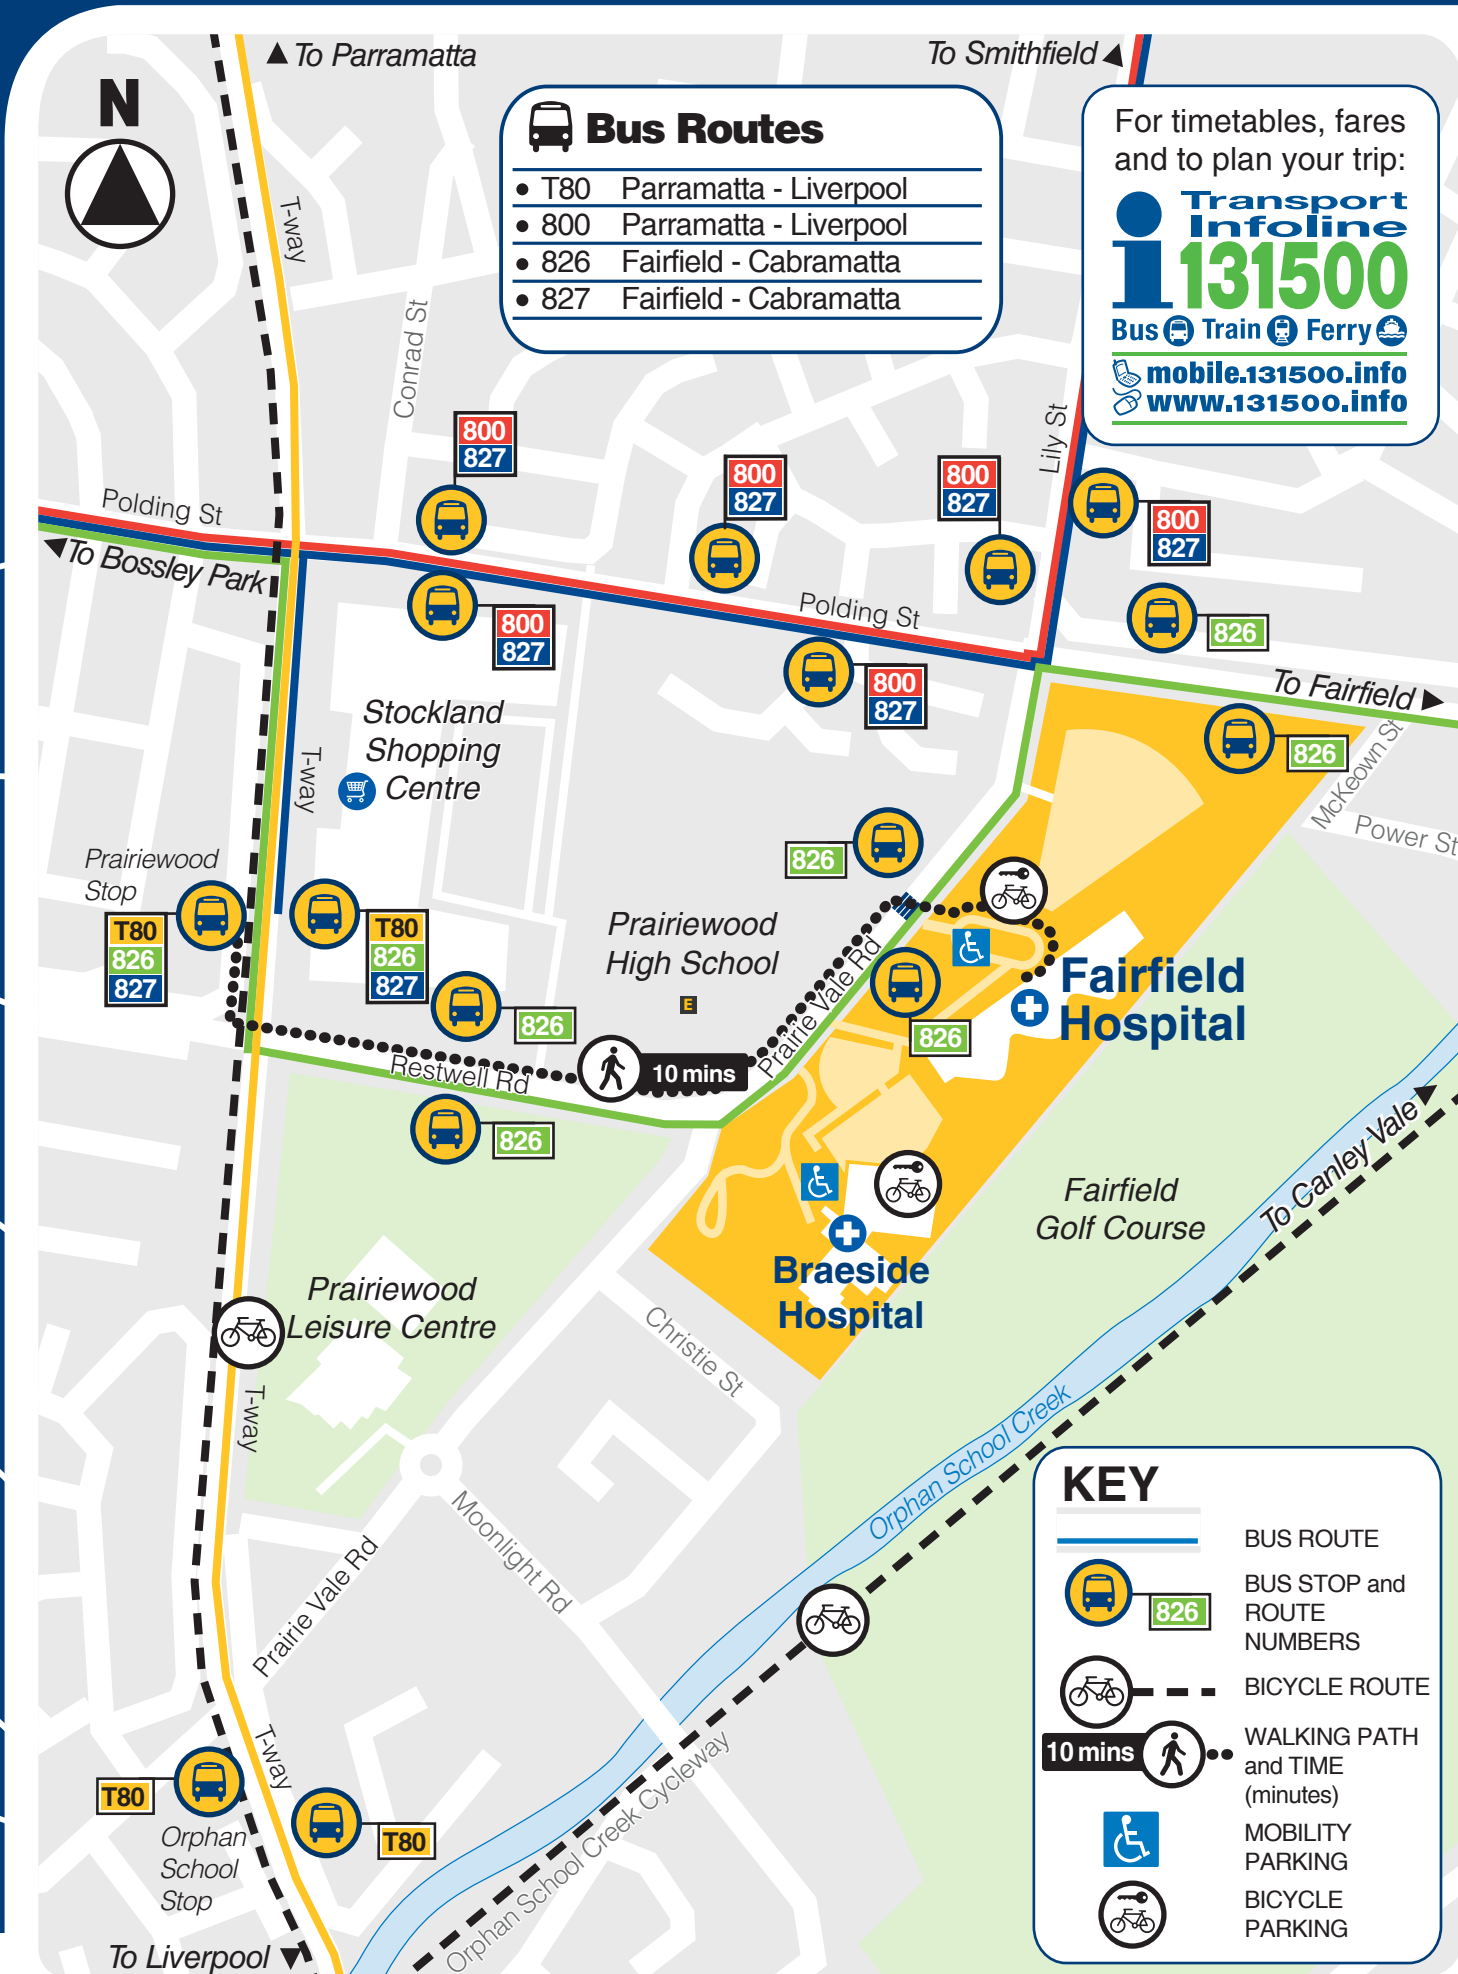 To Parramatta
To Smithfield
N
Bus Routes
• T80 Parramatta - Liverpool
• 800 Parramatta - Liverpool
• 826 Fairfield - Cabramatta
• 827 Fairfield - Cabramatta
For timetables, fares
and to plan your trip:
Transport
Infoline
131500
Bus Train Ferry
mobile.131500.info
www.131500.info
T-way
Conrad St
Lily St
800
827
800
827
800
827
800
827
Polding St
To Bossley Park
800
827
Polding St
826
800
827
To Fairfield
826
McKeown St
Power St
Stockland
Shopping
Centre
T-way
Prairiewood
Stop
T80
826
827
T80
826
827
826
826
Prairiewood
High School
E
Prairie Vale Rd
826
Fairfield
Hospital
Restwell Rd
10 mins
826
Braeside
Hospital
Fairfield
Golf Course
To Canley Vale
Prairiewood
Leisure Centre
Christie St
T-way
Orphan School Creek
Moonlight Rd
Prairie Vale Rd
T-way
T80
T80
Orphan
School
Stop
Orphan School Creek Cycleway
To Liverpool
KEY
BUS ROUTE
826
BUS STOP and
ROUTE
NUMBERS
BICYCLE ROUTE
10 mins
WALKING PATH
and TIME
(minutes)
MOBILITY
PARKING
BICYCLE
PARKING